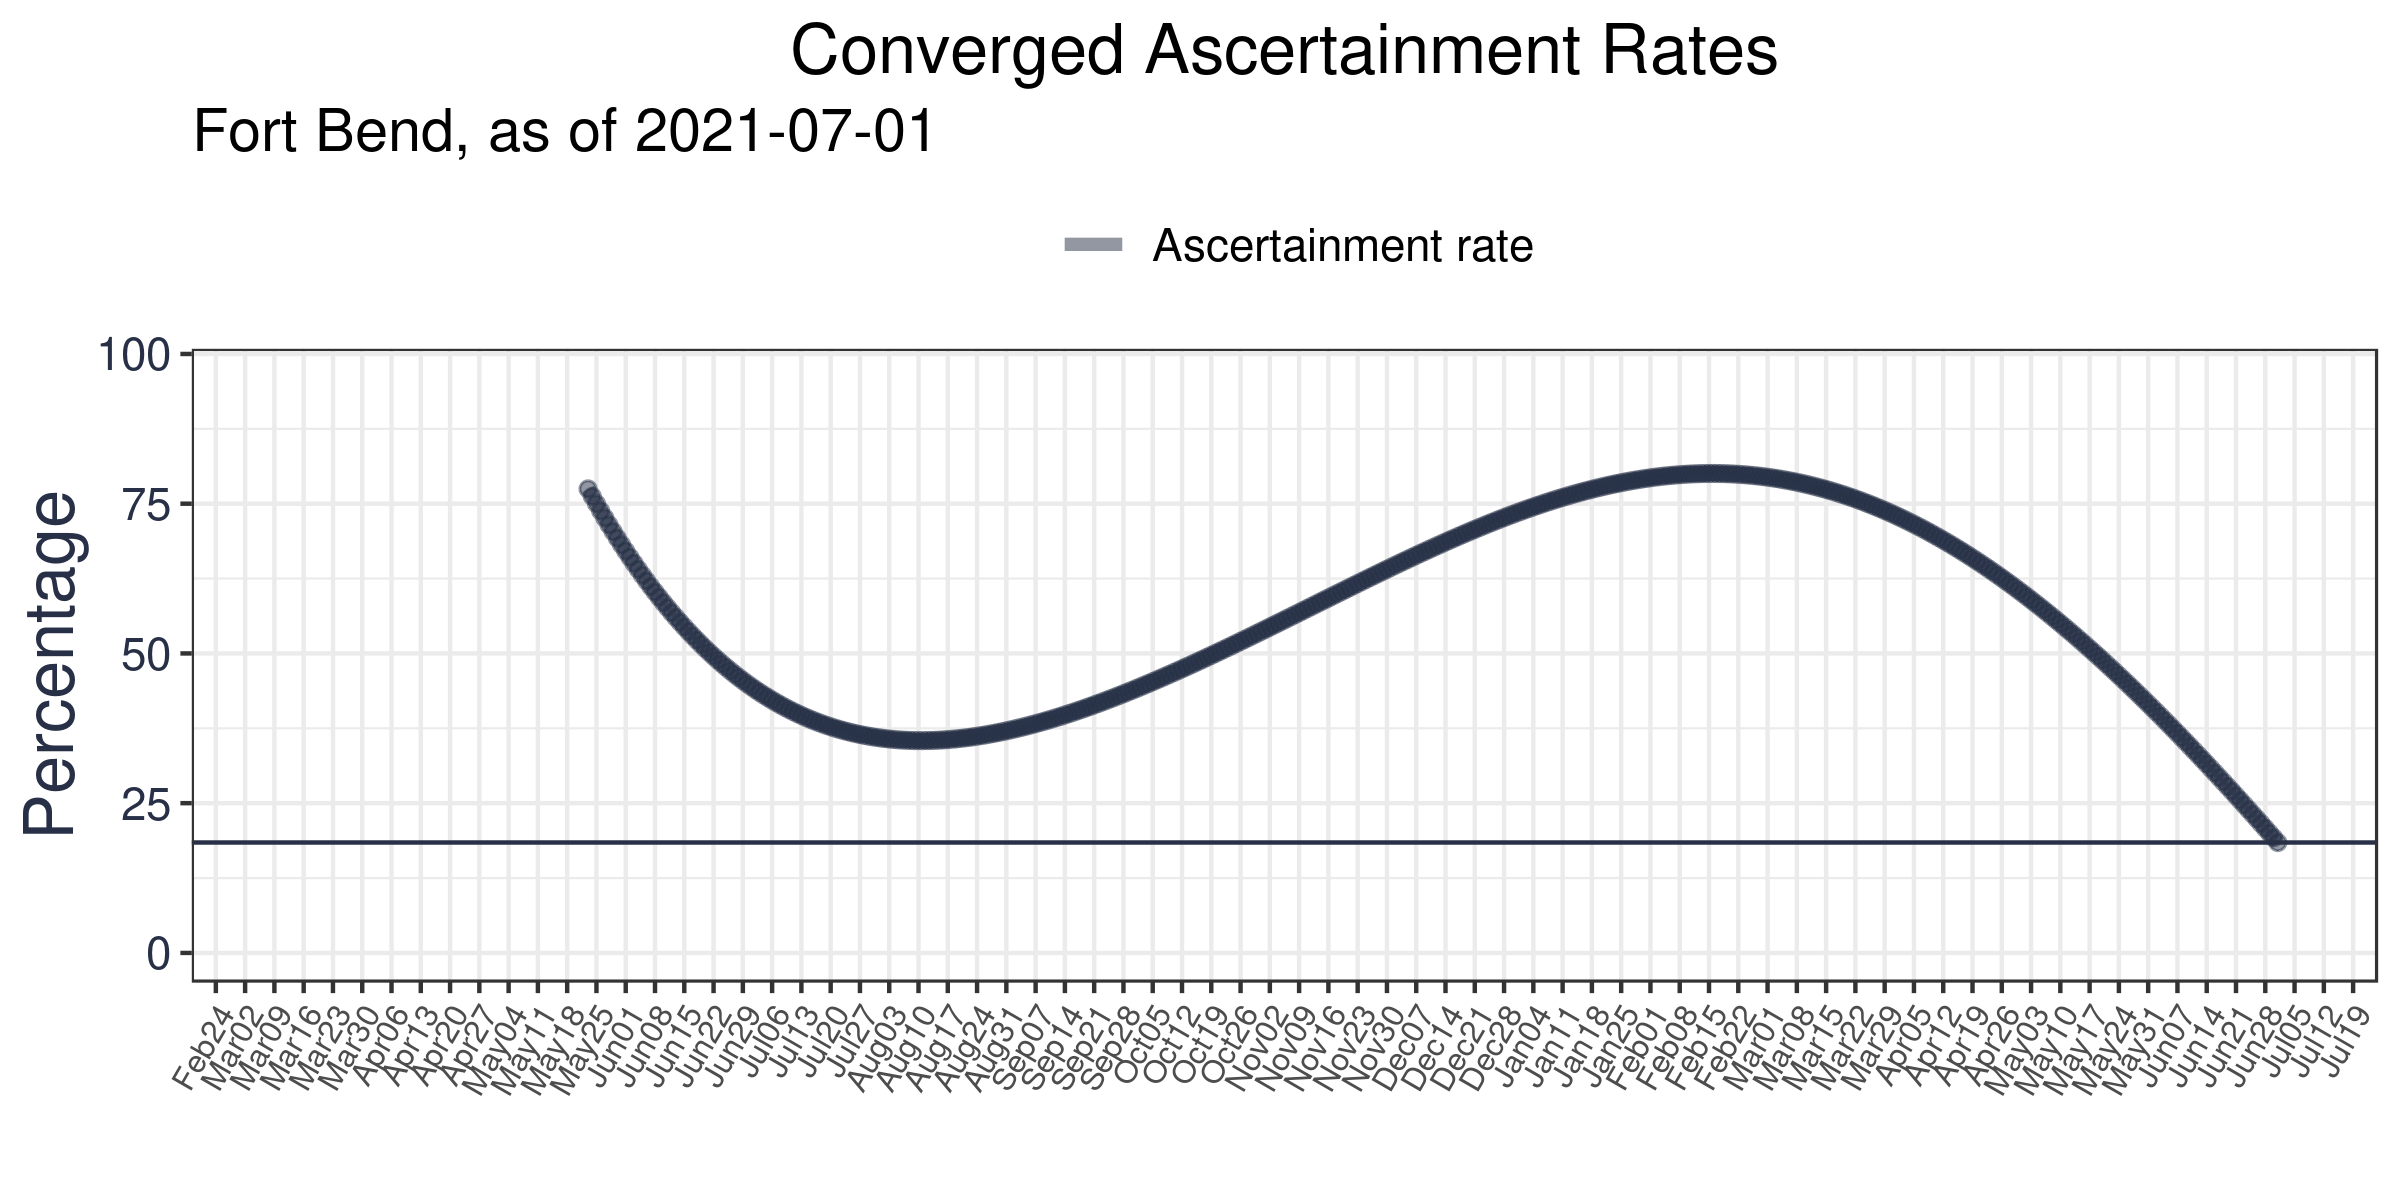 Converged Ascertainment Rates
Fort Bend, as of 2021-07-01
Ascertainment rate
Percentage
100
75
50
25
0
Feb24 Mar02 Mar09 Mar16 Mar23 Mar30 Apr06 Apr13 Apr20 Apr27 May04 May11 May18 May25 Jun01 Jun08 Jun15 Jun22 Jun29 Jul06 Jul13 Jul20 Jul27 Aug03 Aug10 Aug17 Aug24 Aug31 Sep07 Sep14 Sep21 Sep28 Oct05 Oct12 Oct19 Oct26 Nov02 Nov09 Nov16 Nov23 Nov30 Dec07 Dec14 Dec21 Dec28 Jan04 Jan11 Jan18 Jan25 Feb01 Feb08 Feb15 Feb22 Mar01 Mar08 Mar15 Mar22 Mar29 Apr05 Apr12 Apr19 Apr26 May03 May10 May17 May24 May31 Jun07 Jun14 Jun21 Jun28 Jul05 Jul12 Jul19